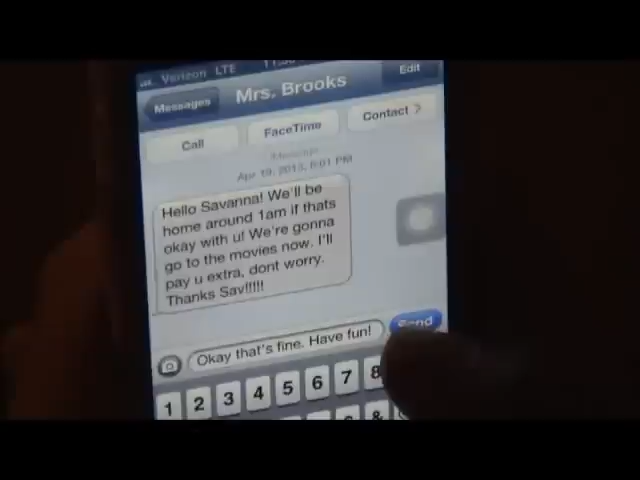 Verizon LTE
Messages
Mrs. Brooks
Edit
Call
FaceTime
Contact >
iMessage
Apr 19, 2013, 6:01 PM
Hello Savanna! We'll be
home around 1am if thats
okay with u! We're gonna
go to the movies now. I'll
pay u extra, dont worry.
Thanks Sav!!!!!
Okay that's fine. Have fun!
Send
1 2 3 4 5 6 7 8
&